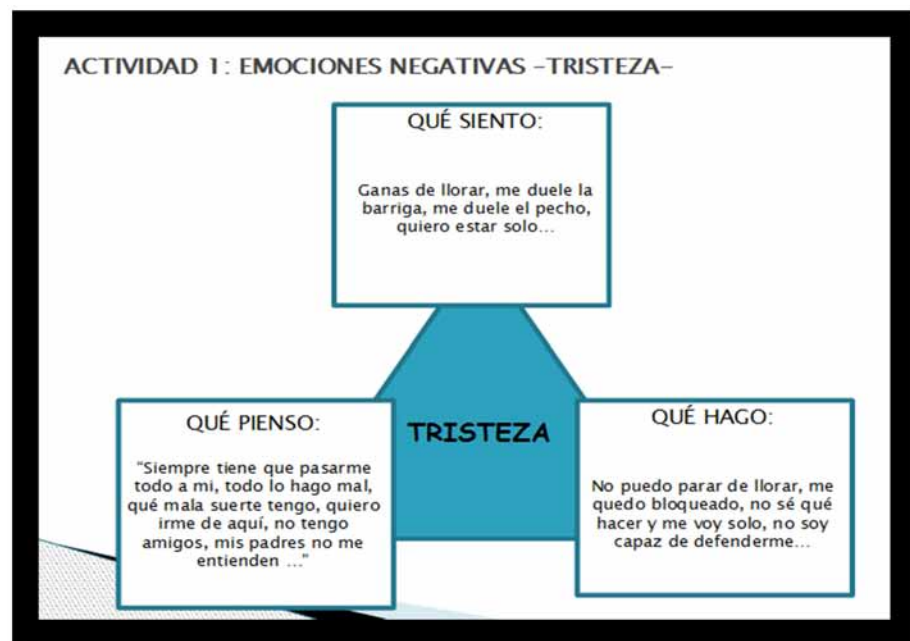 ACTIVIDAD 1: EMOCIONES NEGATIVAS -TRISTEZA-
QUÉ SIENTO:
Ganas de llorar, me duele la
barriga, me duele el pecho,
quiero estar solo...
QUÉ PIENSO:
"Siempre tiene que pasarme
todo a mi, todo lo hago mal,
qué mala suerte tengo, quiero
irme de aquí, no tengo
amigos, mis padres no me
entienden ..."
TRISTEZA
QUÉ HAGO:
No puedo parar de llorar, me
quedo bloqueado, no sé qué
hacer y me voy solo, no soy
capaz de defenderme...